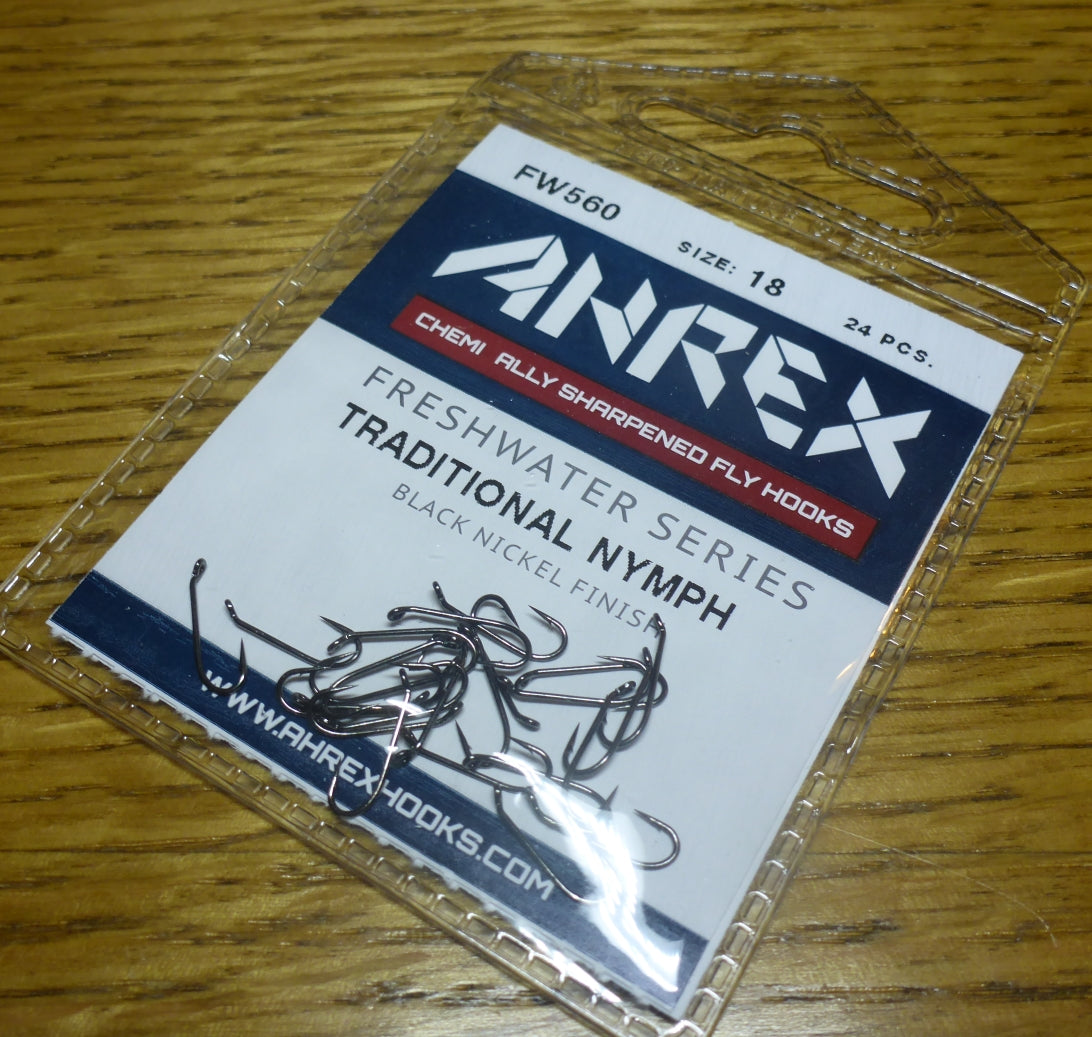 FW560
SIZE: 18
24 PCS.
AHREX
CHEMI ALLY SHARPENED FLY HOOKS
FRESHWATER SERIES
TRADITIONAL NYMPH
BLACK NICKEL FINISH
WWW.AHREXHOOKS.COM